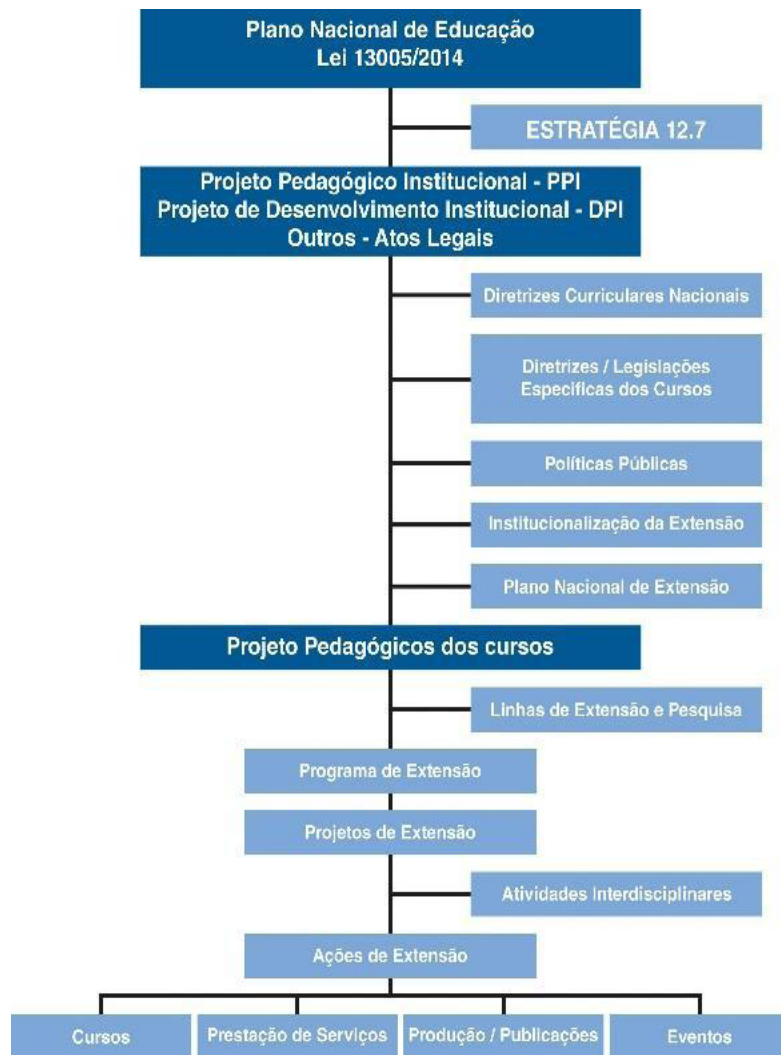 Plano Nacional de Educação
Lei 13005/2014
ESTRATÉGIA 12.7
Projeto Pedagógico Institucional - PPI
Projeto de Desenvolvimento Institucional - DPI
Outros - Atos Legais
Diretrizes Curriculares Nacionais
Diretrizes / Legislações
Especificas dos Cursos
Políticas Públicas
Institucionalização da Extensão
Plano Nacional de Extensão
Projeto Pedagógicos dos cursos
Linhas de Extensão e Pesquisa
Programa de Extensão
Projetos de Extensão
Atividades Interdisciplinares
Ações de Extensão
Cursos
Prestação de Serviços
Produção / Publicações
Eventos